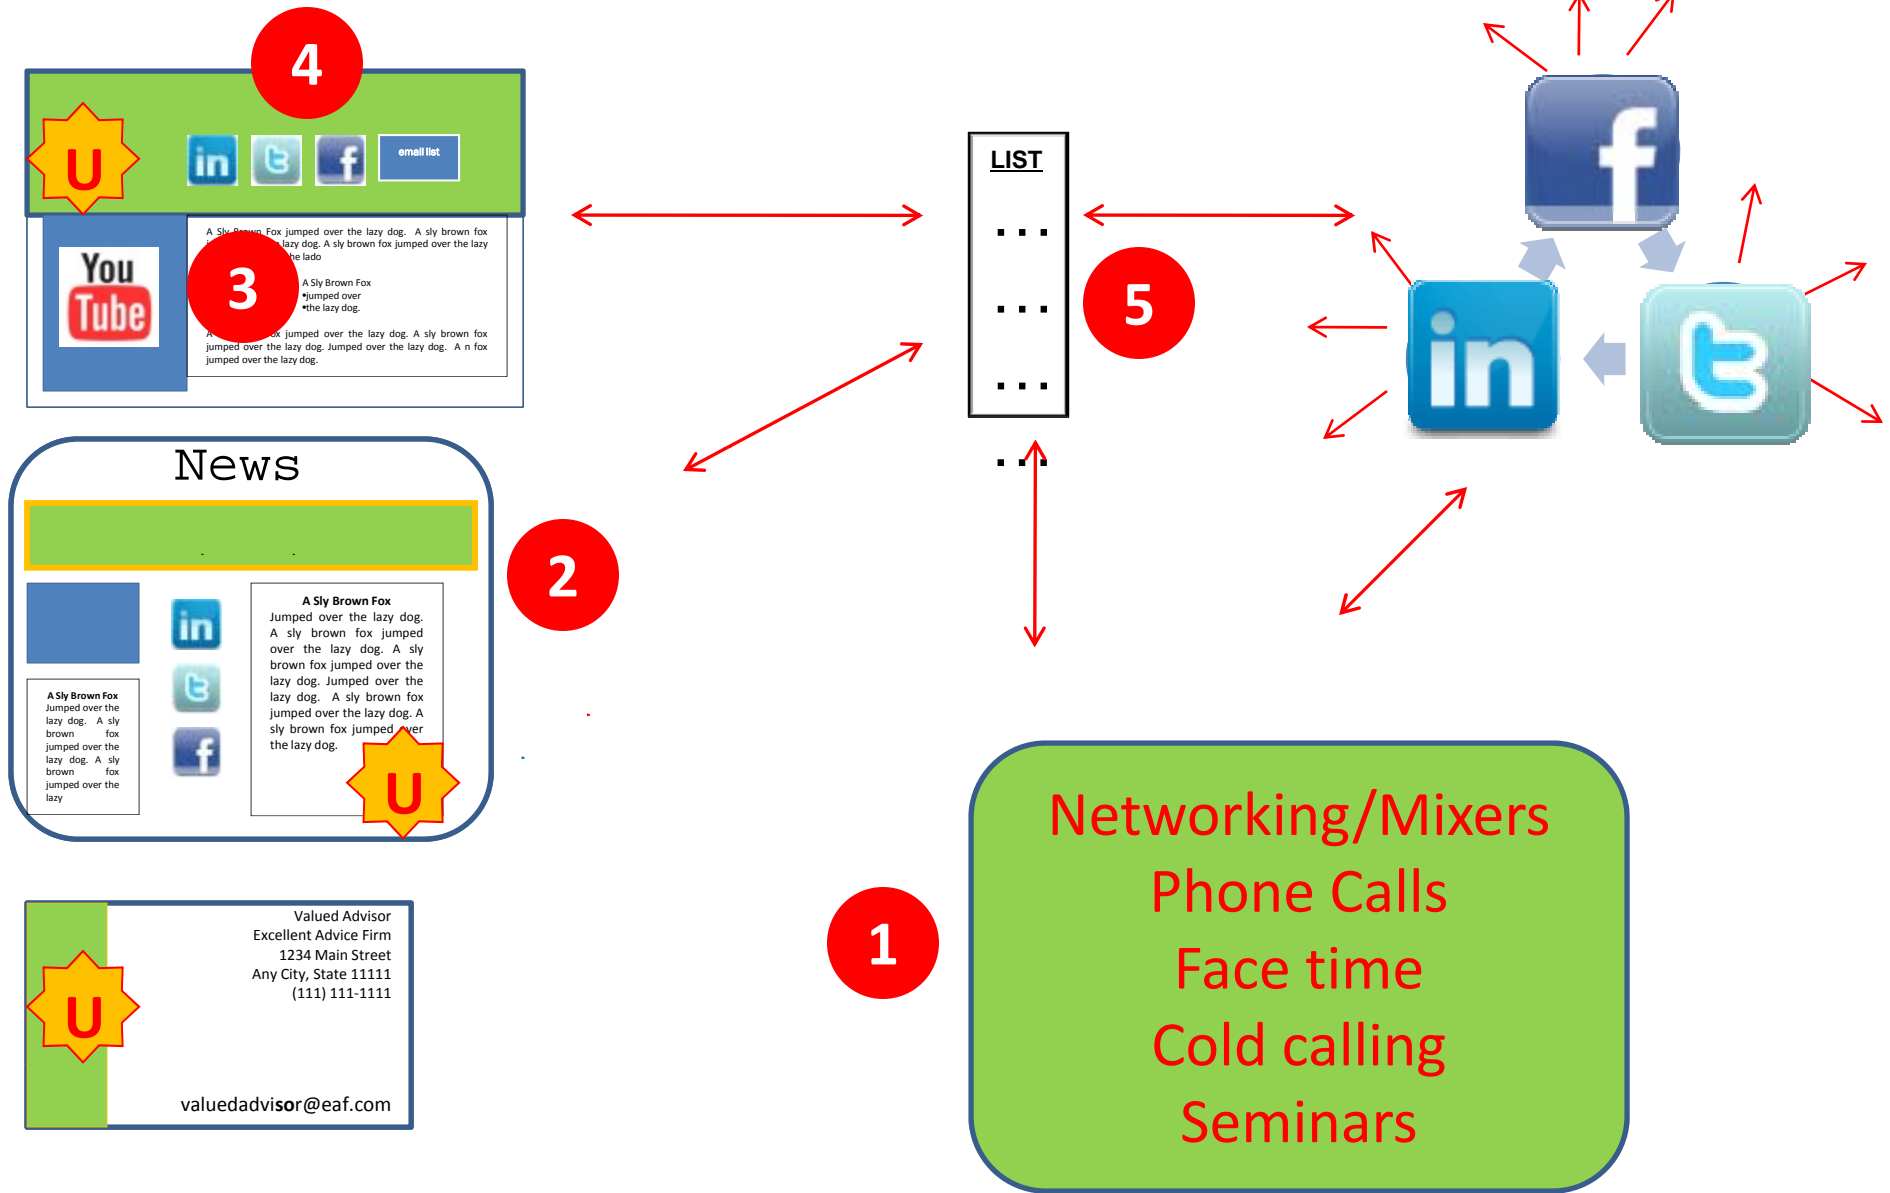 4
U
in
t
f
email list
You
Tube
A Sly Brown Fox jumped over the lazy dog. A sly brown fox
lazy dog. A sly brown fox jumped over the lazy
he lado
3
A Sly Brown Fox
•jumped over
•the lazy dog.
A ox jumped over the lazy dog. A sly brown fox
jumped over the lazy dog. Jumped over the lazy dog. A n fox
jumped over the lazy dog.
LIST
...
...
...
...
5
f
in
t
News
2
in
t
f
A Sly Brown Fox
Jumped over the
lazy dog. A sly
brown fox
jumped over the
lazy dog. A sly
brown fox
jumped over the
lazy
A Sly Brown Fox
Jumped over the lazy dog.
A sly brown fox jumped
over the lazy dog. A sly
brown fox jumped over the
lazy dog. Jumped over the
lazy dog. A sly brown fox
jumped over the lazy dog. A
sly brown fox jumped over
the lazy dog.
U
U
Valued Advisor
Excellent Advice Firm
1234 Main Street
Any City, State 11111
(111) 111-1111
valuedadvisor@eaf.com
1
Networking/Mixers
Phone Calls
Face time
Cold calling
Seminars